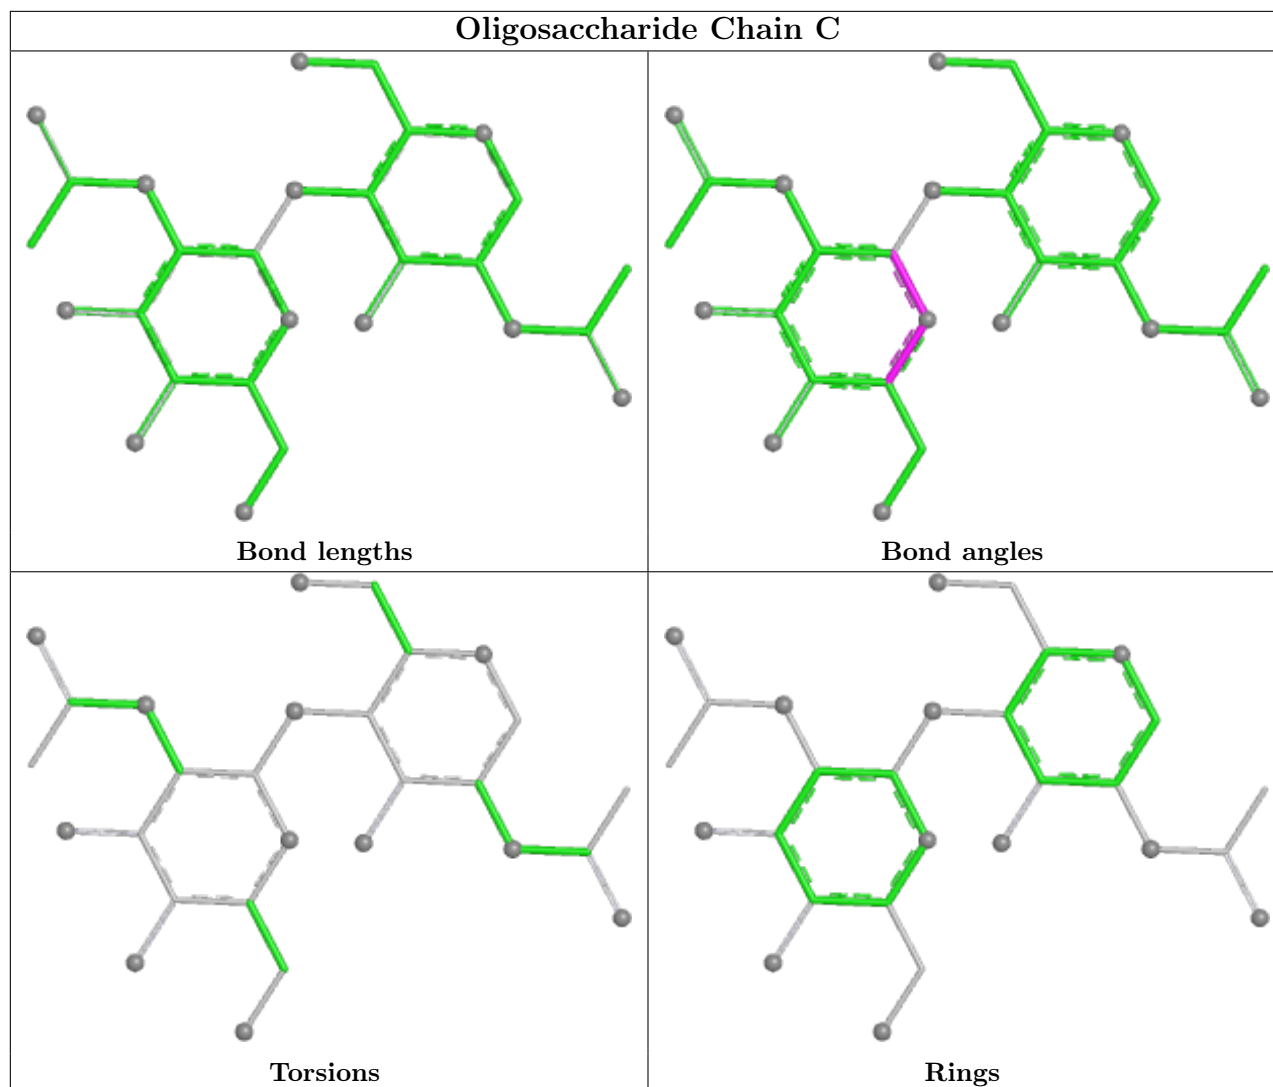 Oligosaccharide Chain C
Bond lengths
Bond angles
Torsions
Rings